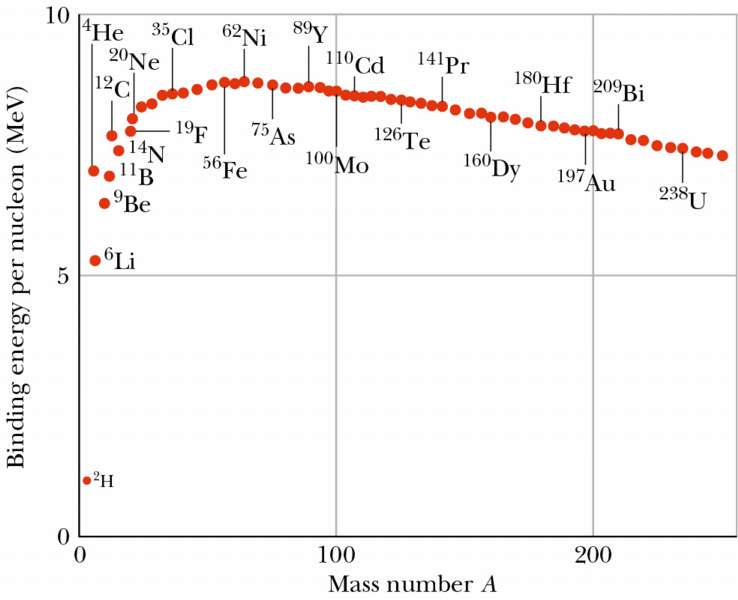 10
⁴He
³⁵Cl
⁶²Ni
⁸⁹Y
²⁰Ne
¹¹⁰Cd
¹⁴¹Pr
¹²C
¹⁸⁰Hf
²⁰⁹Bi
¹⁹F
⁷⁵As
¹²⁶Te
¹⁴N
⁵⁶Fe
¹⁰⁰Mo
¹⁶⁰Dy
¹¹B
¹⁹⁷Au
²³⁸U
⁹Be
⁶Li
5
²H
0
0
100
200
Mass number A
Binding energy per nucleon (MeV)